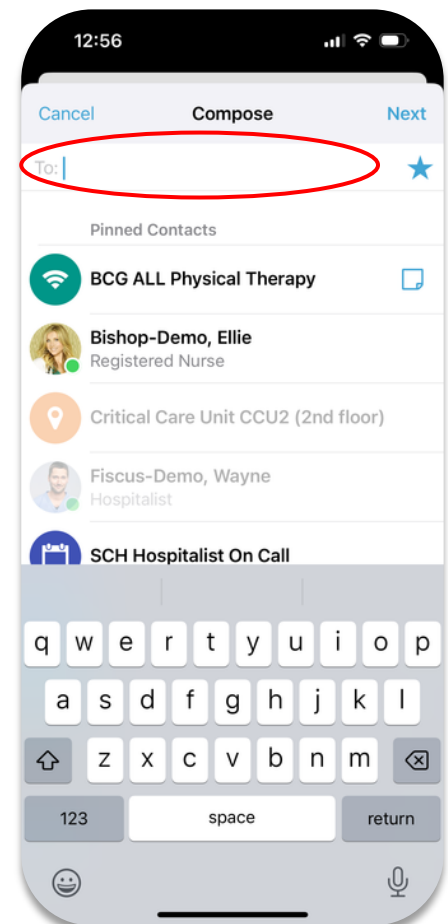 12:56
Cancel Compose Next
To:
Pinned Contacts
BCG ALL Physical Therapy
Bishop-Demo, Ellie
Registered Nurse
Critical Care Unit CCU2 (2nd floor)
Fiscus-Demo, Wayne
Hospitalist
SCH Hospitalist On Call
q w e r t y u i o p
a s d f g h j k l
z x c v b n m
123 space return